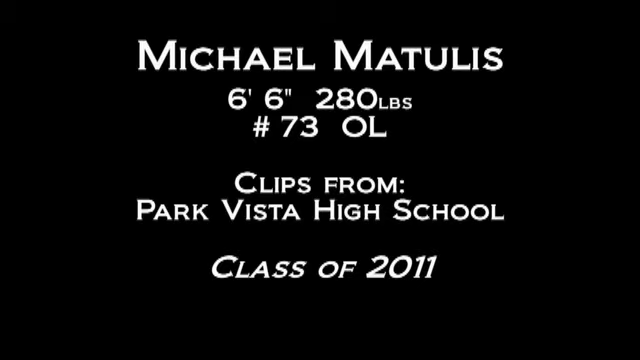 Michael Matulis
6' 6" 280lbs
# 73 OL
Clips from:
Park Vista High School
Class of 2011